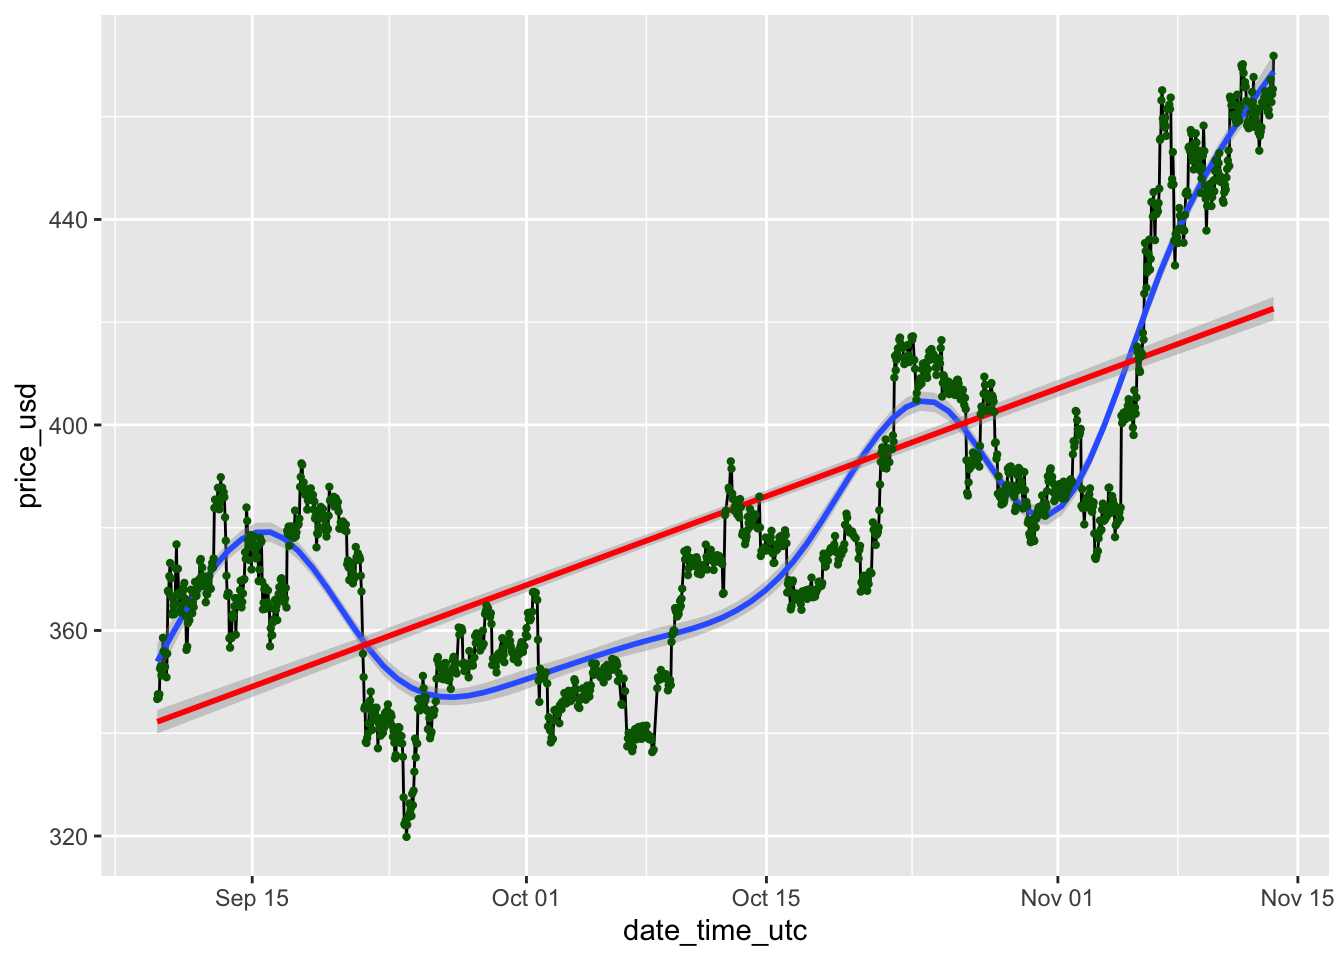 price_usd
440
400
360
320
Sep 15
Oct 01
Oct 15
Nov 01
Nov 15
date_time_utc